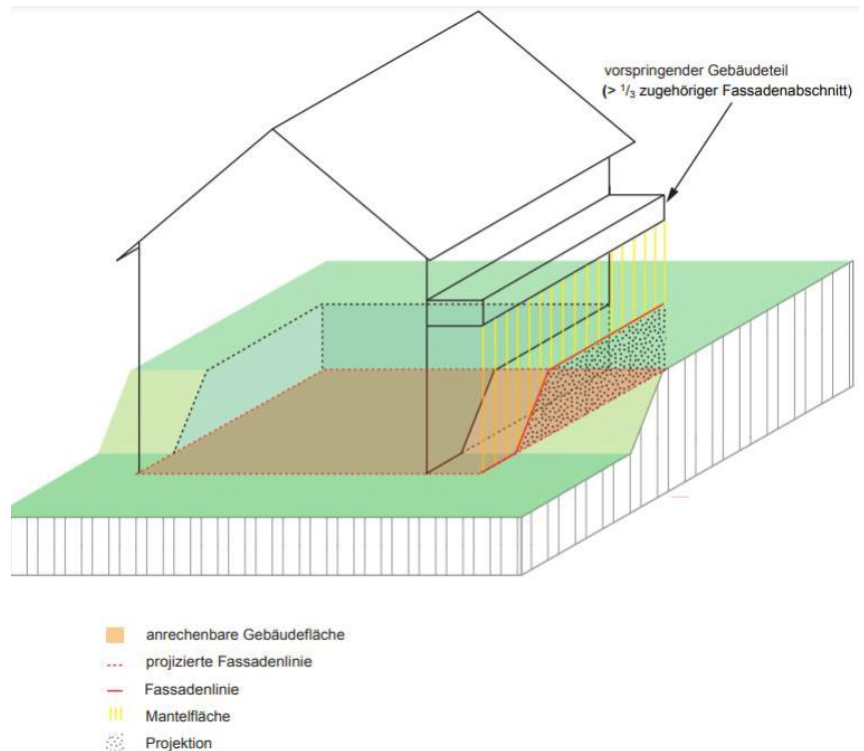 vorspringender Gebäudeteil
(> 1/3 zugehöriger Fassadenabschnitt)
anrechenbare Gebäudefläche
projizierte Fassadenlinie
Fassadenlinie
Mantelfläche
Projektion